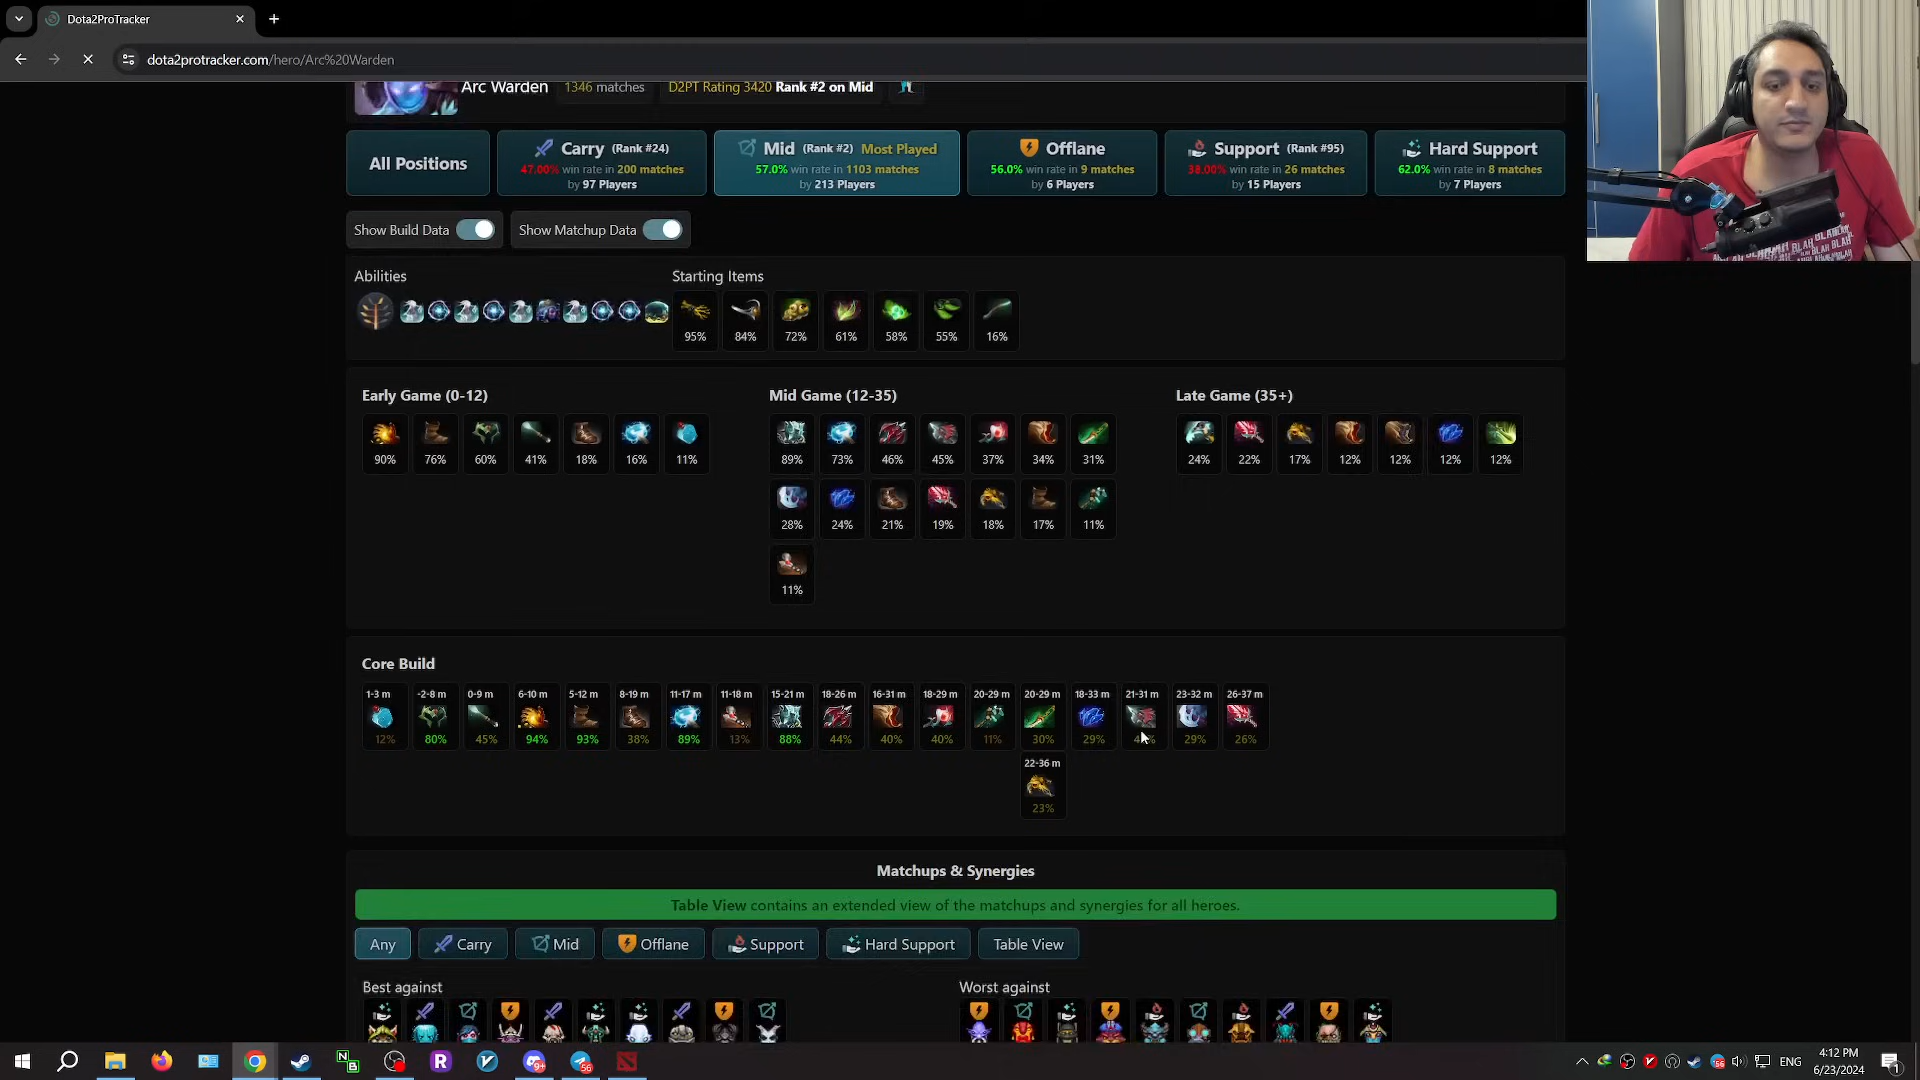 Dota2ProTracker
dota2protracker.com/hero/Arc%20Warden
Arc Warden 1346 matches D2PT Rating 3420 Rank #2 on Mid
All Positions
Carry (Rank #24)
47.00% win rate in 200 matches
by 97 Players
Mid (Rank #2) Most Played
57.0% win rate in 1103 matches
by 213 Players
Offlane
56.0% win rate in 9 matches
by 6 Players
Support (Rank #95)
38.00% win rate in 26 matches
by 15 Players
Hard Support
62.0% win rate in 8 matches
by 7 Players
Show Build Data Show Matchup Data
Abilities Starting Items
95% 84% 72% 61% 58% 55% 16%
Early Game (0-12)
90% 76% 60% 41% 18% 16% 11%
Mid Game (12-35)
89% 73% 46% 45% 37% 34% 31%
28% 24% 21% 19% 18% 17% 11%
11%
Late Game (35+)
24% 22% 17% 12% 12% 12% 12%
Core Build
1-3 m -2-8 m 0-9 m 6-10 m 5-12 m 8-19 m 11-17 m 11-18 m 15-21 m 18-26 m 16-31 m 18-29 m 20-29 m 20-29 m 18-33 m 21-31 m 23-32 m 26-37 m
12% 80% 45% 94% 93% 38% 89% 13% 88% 44% 40% 40% 11% 30% 29% 29% 26%
22-36 m
23%
Matchups & Synergies
Table View contains an extended view of the matchups and synergies for all heroes.
Any Carry Mid Offlane Support Hard Support Table View
Best against Worst against
BLAH BLAH
BLAH BLAH
ENG
4:12 PM
6/23/2024